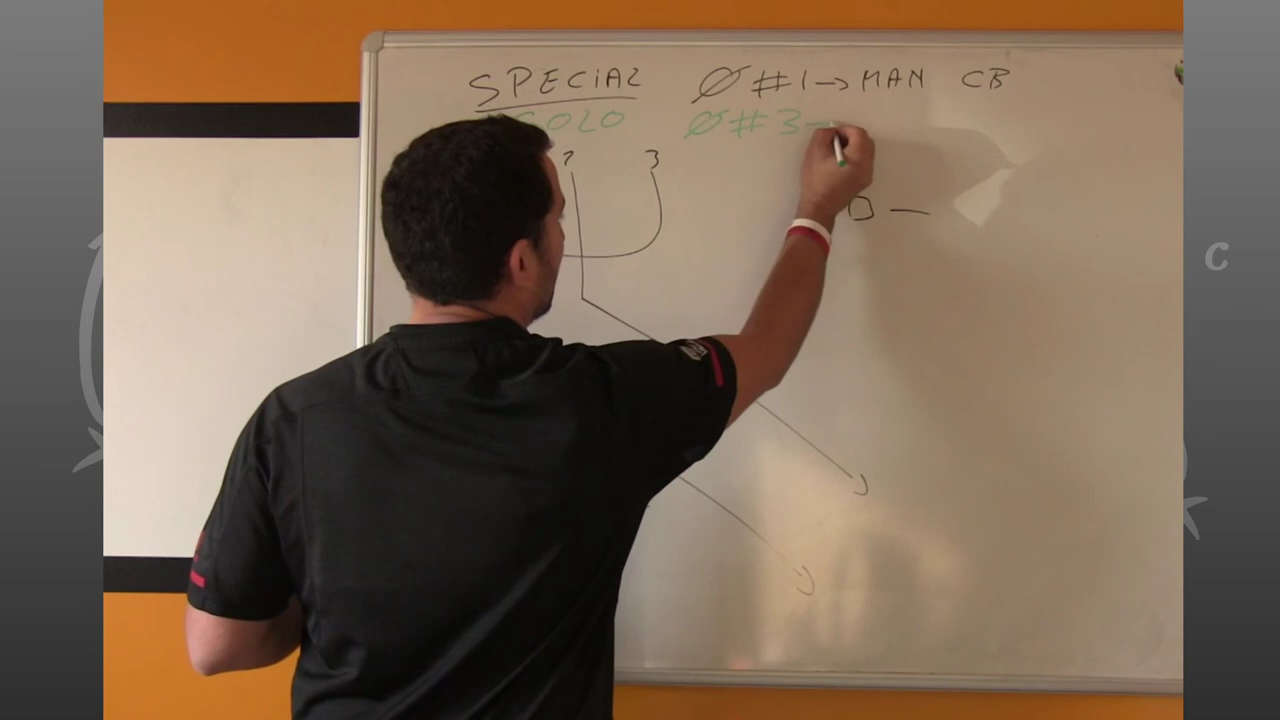 SPECIAL Ø #1 → MAN CB
SOLO Ø #3 →
2 3
C